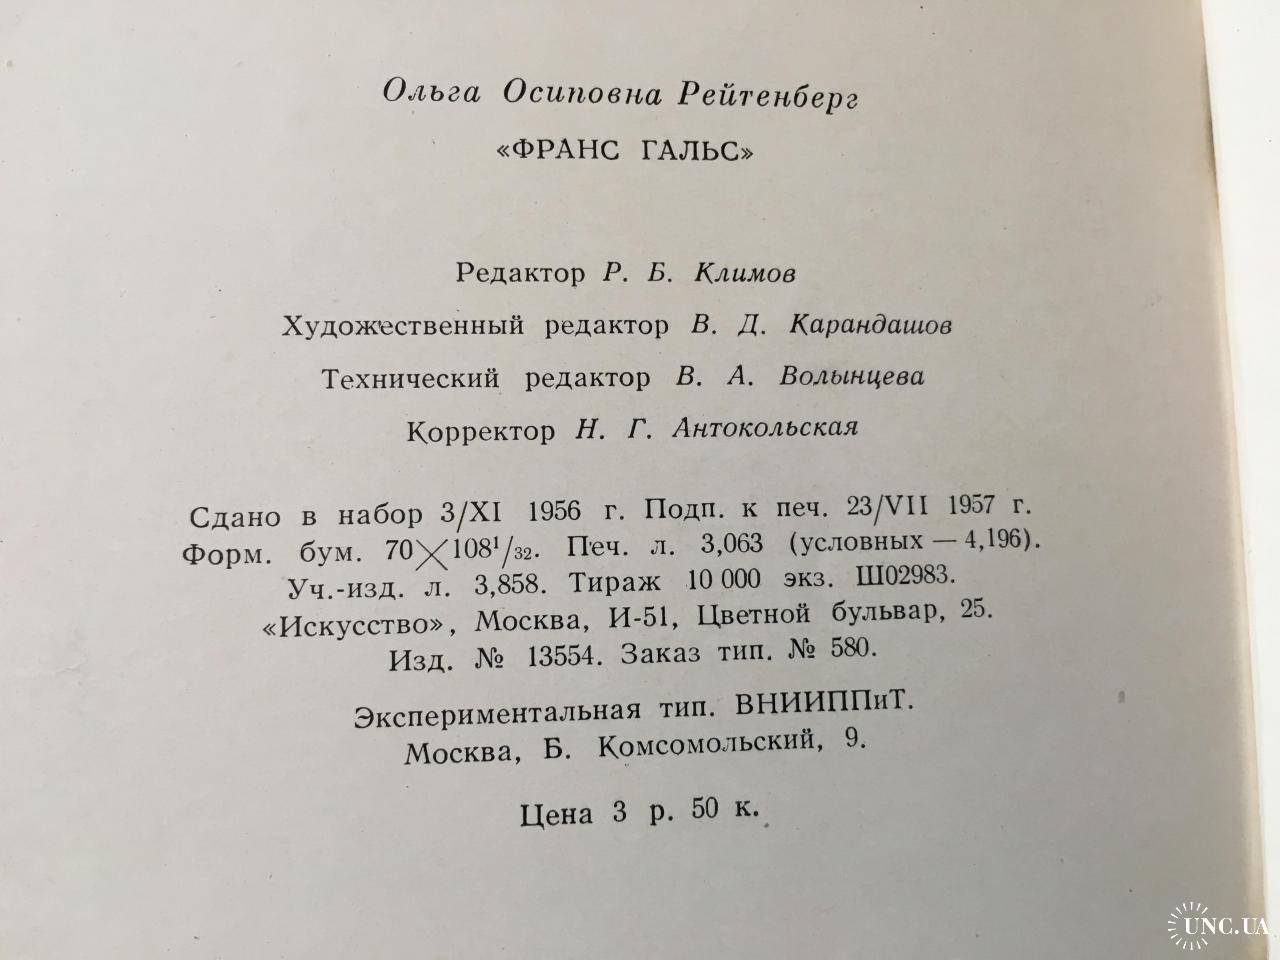 Ольга Осиповна Рейтенберг
«ФРАНС ГАЛЬС»
Редактор Р. Б. Климов
Художественный редактор В. Д. Карандашов
Технический редактор В. А. Волынцева
Корректор Н. Г. Антокольская
Сдано в набор 3/XI 1956 г. Подп. к печ. 23/VII 1957 г.
Форм. бум. 70×108¹/₃₂. Печ. л. 3,063 (условных — 4,196).
Уч.-изд. л. 3,858. Тираж 10 000 экз. Ш02983.
«Искусство», Москва, И-51, Цветной бульвар, 25.
Изд. № 13554. Заказ тип. № 580.
Экспериментальная тип. ВНИИППиТ.
Москва, Б. Комсомольский, 9.
Цена 3 р. 50 к.
UNC.UA